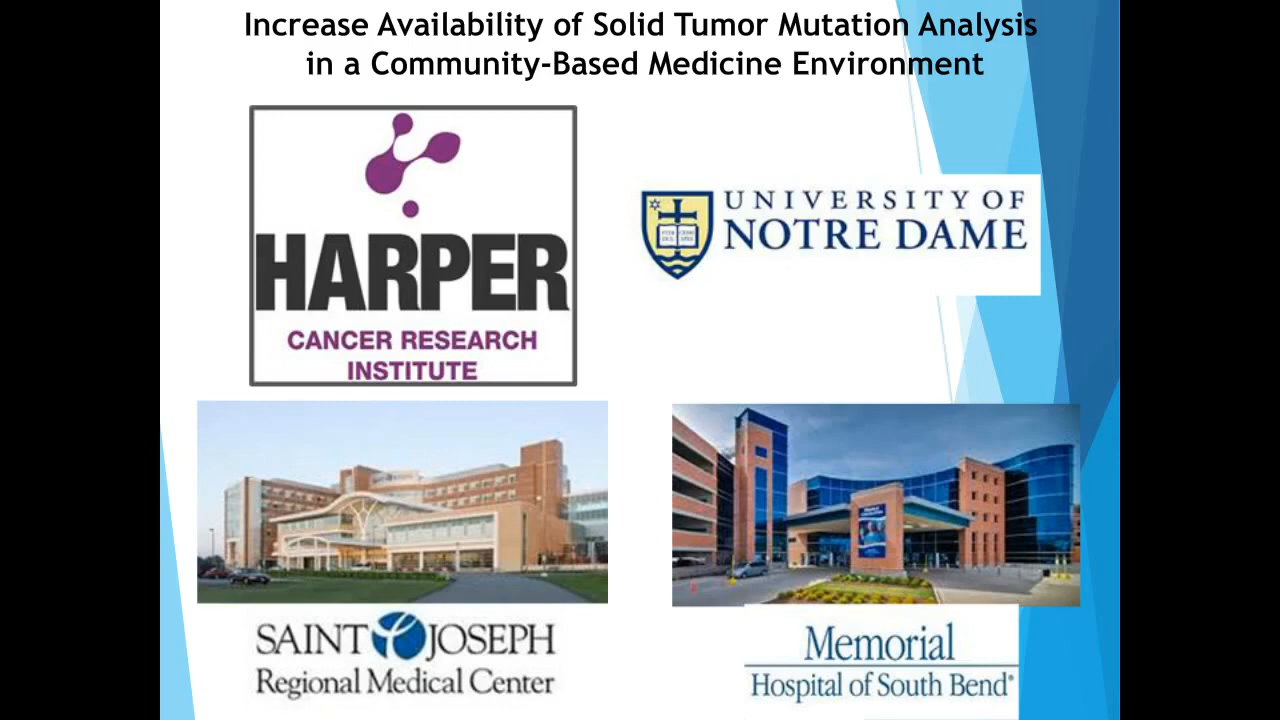 Increase Availability of Solid Tumor Mutation Analysis
in a Community-Based Medicine Environment
HARPER
CANCER RESEARCH
INSTITUTE
UNIVERSITY OF
NOTRE DAME
SAINT JOSEPH
Regional Medical Center
Memorial
Hospital of South Bend®